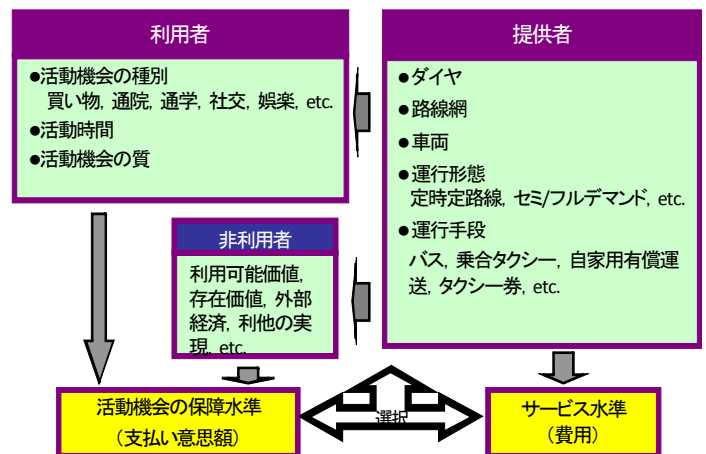 利用者
●活動機会の種別
買い物, 通院, 通学, 社交, 娯楽, etc.
●活動時間
●活動機会の質
提供者
●ダイヤ
●路線網
●車両
●運行形態
定時定路線, セミ/フルデマンド, etc.
●運行手段
バス, 乗合タクシー, 自家用有償運
送, タクシー券, etc.
非利用者
利用可能価値,
存在価値, 外部
経済, 利他の実
現, etc.
活動機会の保障水準
（支払い意思額）
選択
サービス水準
（費用）